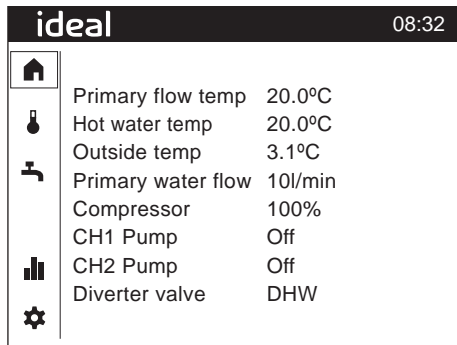 ideal 08:32
Primary flow temp 20.0ºC
Hot water temp 20.0ºC
Outside temp 3.1ºC
Primary water flow 10l/min
Compressor 100%
CH1 Pump Off
CH2 Pump Off
Diverter valve DHW